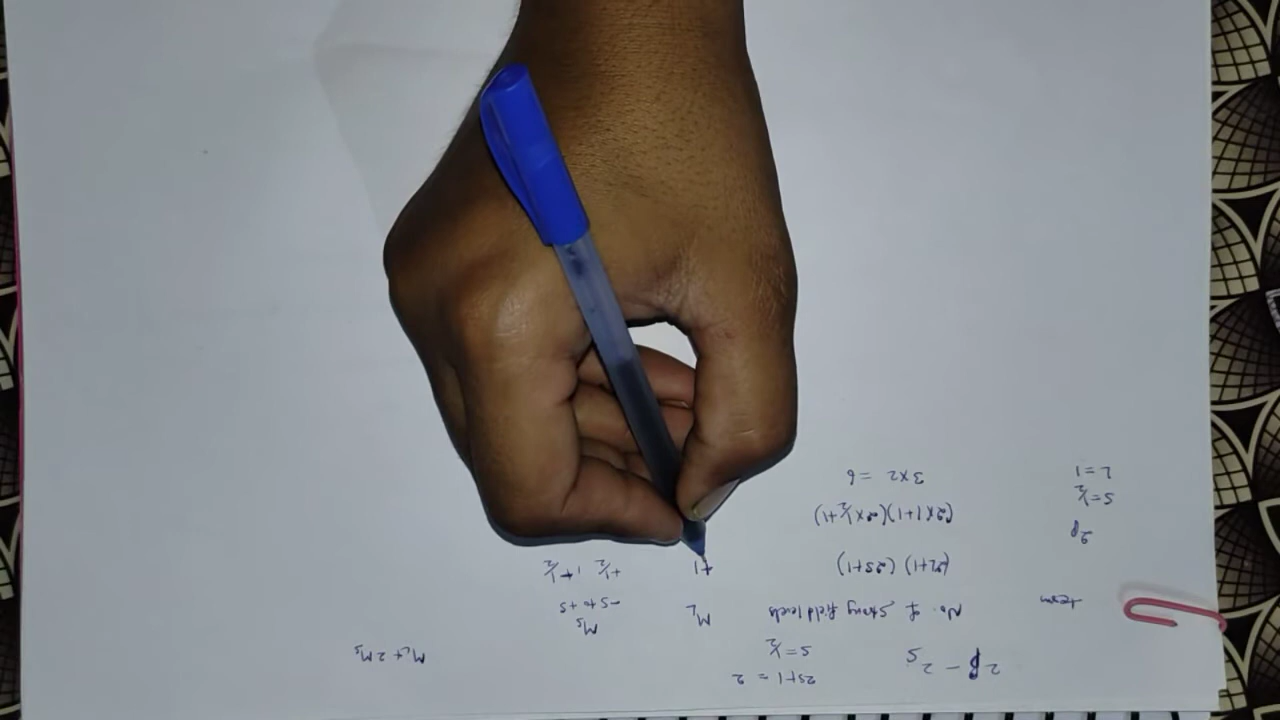 2S+1 = 2
²P - ²S
S=½
ML+2MS
term
No. of strong field levels
ML
MS
-S to +S
(2L+1) (2S+1)
+1
+½, -½
²P
(2×1+1)(2×½+1)
S=½
3×2 = 6
L=1